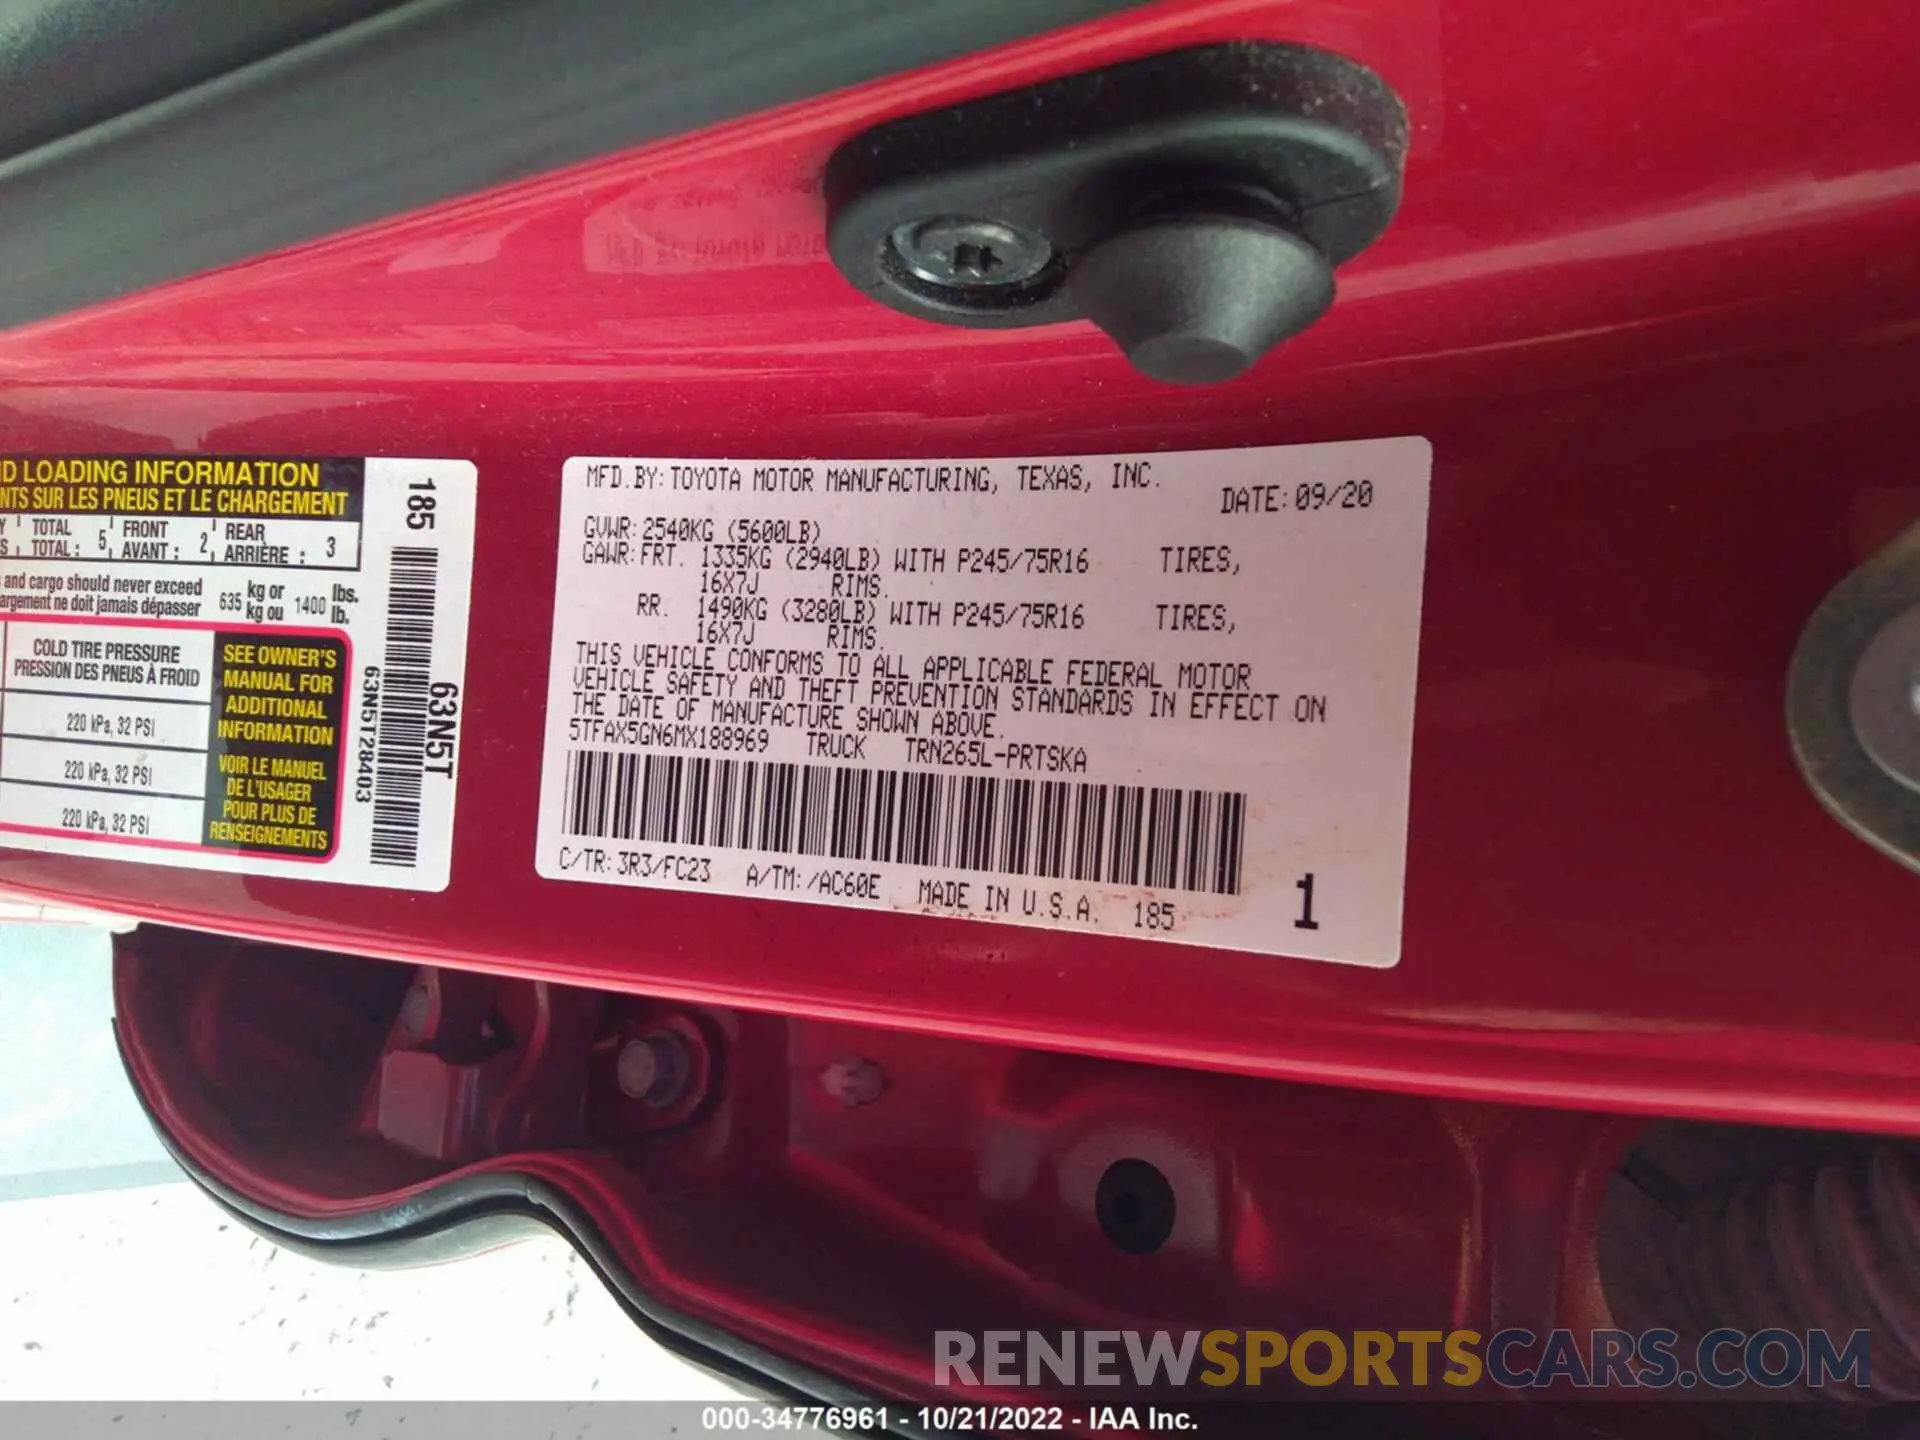 D LOADING INFORMATION
NTS SUR LES PNEUS ET LE CHARGEMENT
Y TOTAL 5 FRONT 2 REAR 3
S TOTAL : AVANT : ARRIÈRE :
and cargo should never exceed 635 kg or 1400 lbs.
argement ne doit jamais dépasser kg ou lb.
COLD TIRE PRESSURE
PRESSION DES PNEUS À FROID
220 kPa, 32 PSI
220 kPa, 32 PSI
220 kPa, 32 PSI
SEE OWNER'S
MANUAL FOR
ADDITIONAL
INFORMATION
VOIR LE MANUEL
DE L'USAGER
POUR PLUS DE
RENSEIGNEMENTS
185
63N5T
63N5T28403
MFD.BY:TOYOTA MOTOR MANUFACTURING, TEXAS, INC. DATE:09/20
GVWR:2540KG (5600LB)
GAWR:FRT. 1335KG (2940LB) WITH P245/75R16 TIRES,
16X7J RIMS.
RR. 1490KG (3280LB) WITH P245/75R16 TIRES,
16X7J RIMS.
THIS VEHICLE CONFORMS TO ALL APPLICABLE FEDERAL MOTOR
VEHICLE SAFETY AND THEFT PREVENTION STANDARDS IN EFFECT ON
THE DATE OF MANUFACTURE SHOWN ABOVE.
5TFAX5GN6MX188969 TRUCK TRN265L-PRTSKA
C/TR:3R3/FC23 A/TM:/AC60E MADE IN U.S.A. 185 1
RENEWSPORTSCARS.COM
000-34776961 - 10/21/2022 - IAA Inc.